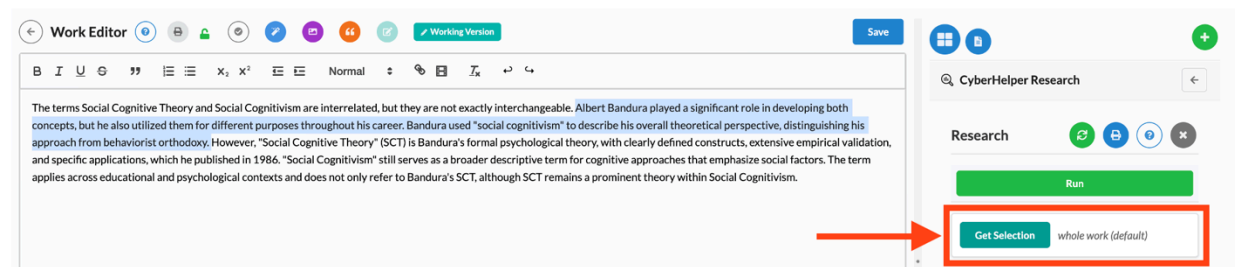 Work Editor
Working Version
Save
B I U S Normal
X₂ X² Tx
The terms Social Cognitive Theory and Social Cognitivism are interrelated, but they are not exactly interchangeable. Albert Bandura played a significant role in developing both
concepts, but he also utilized them for different purposes throughout his career. Bandura used "social cognitivism" to describe his overall theoretical perspective, distinguishing his
approach from behaviorist orthodoxy. However, "Social Cognitive Theory" (SCT) is Bandura's formal psychological theory, with clearly defined constructs, extensive empirical validation,
and specific applications, which he published in 1986. "Social Cognitivism" still serves as a broader descriptive term for cognitive approaches that emphasize social factors. The term
applies across educational and psychological contexts and does not only refer to Bandura's SCT, although SCT remains a prominent theory within Social Cognitivism.
CyberHelper Research
Research
Run
Get Selection whole work (default)